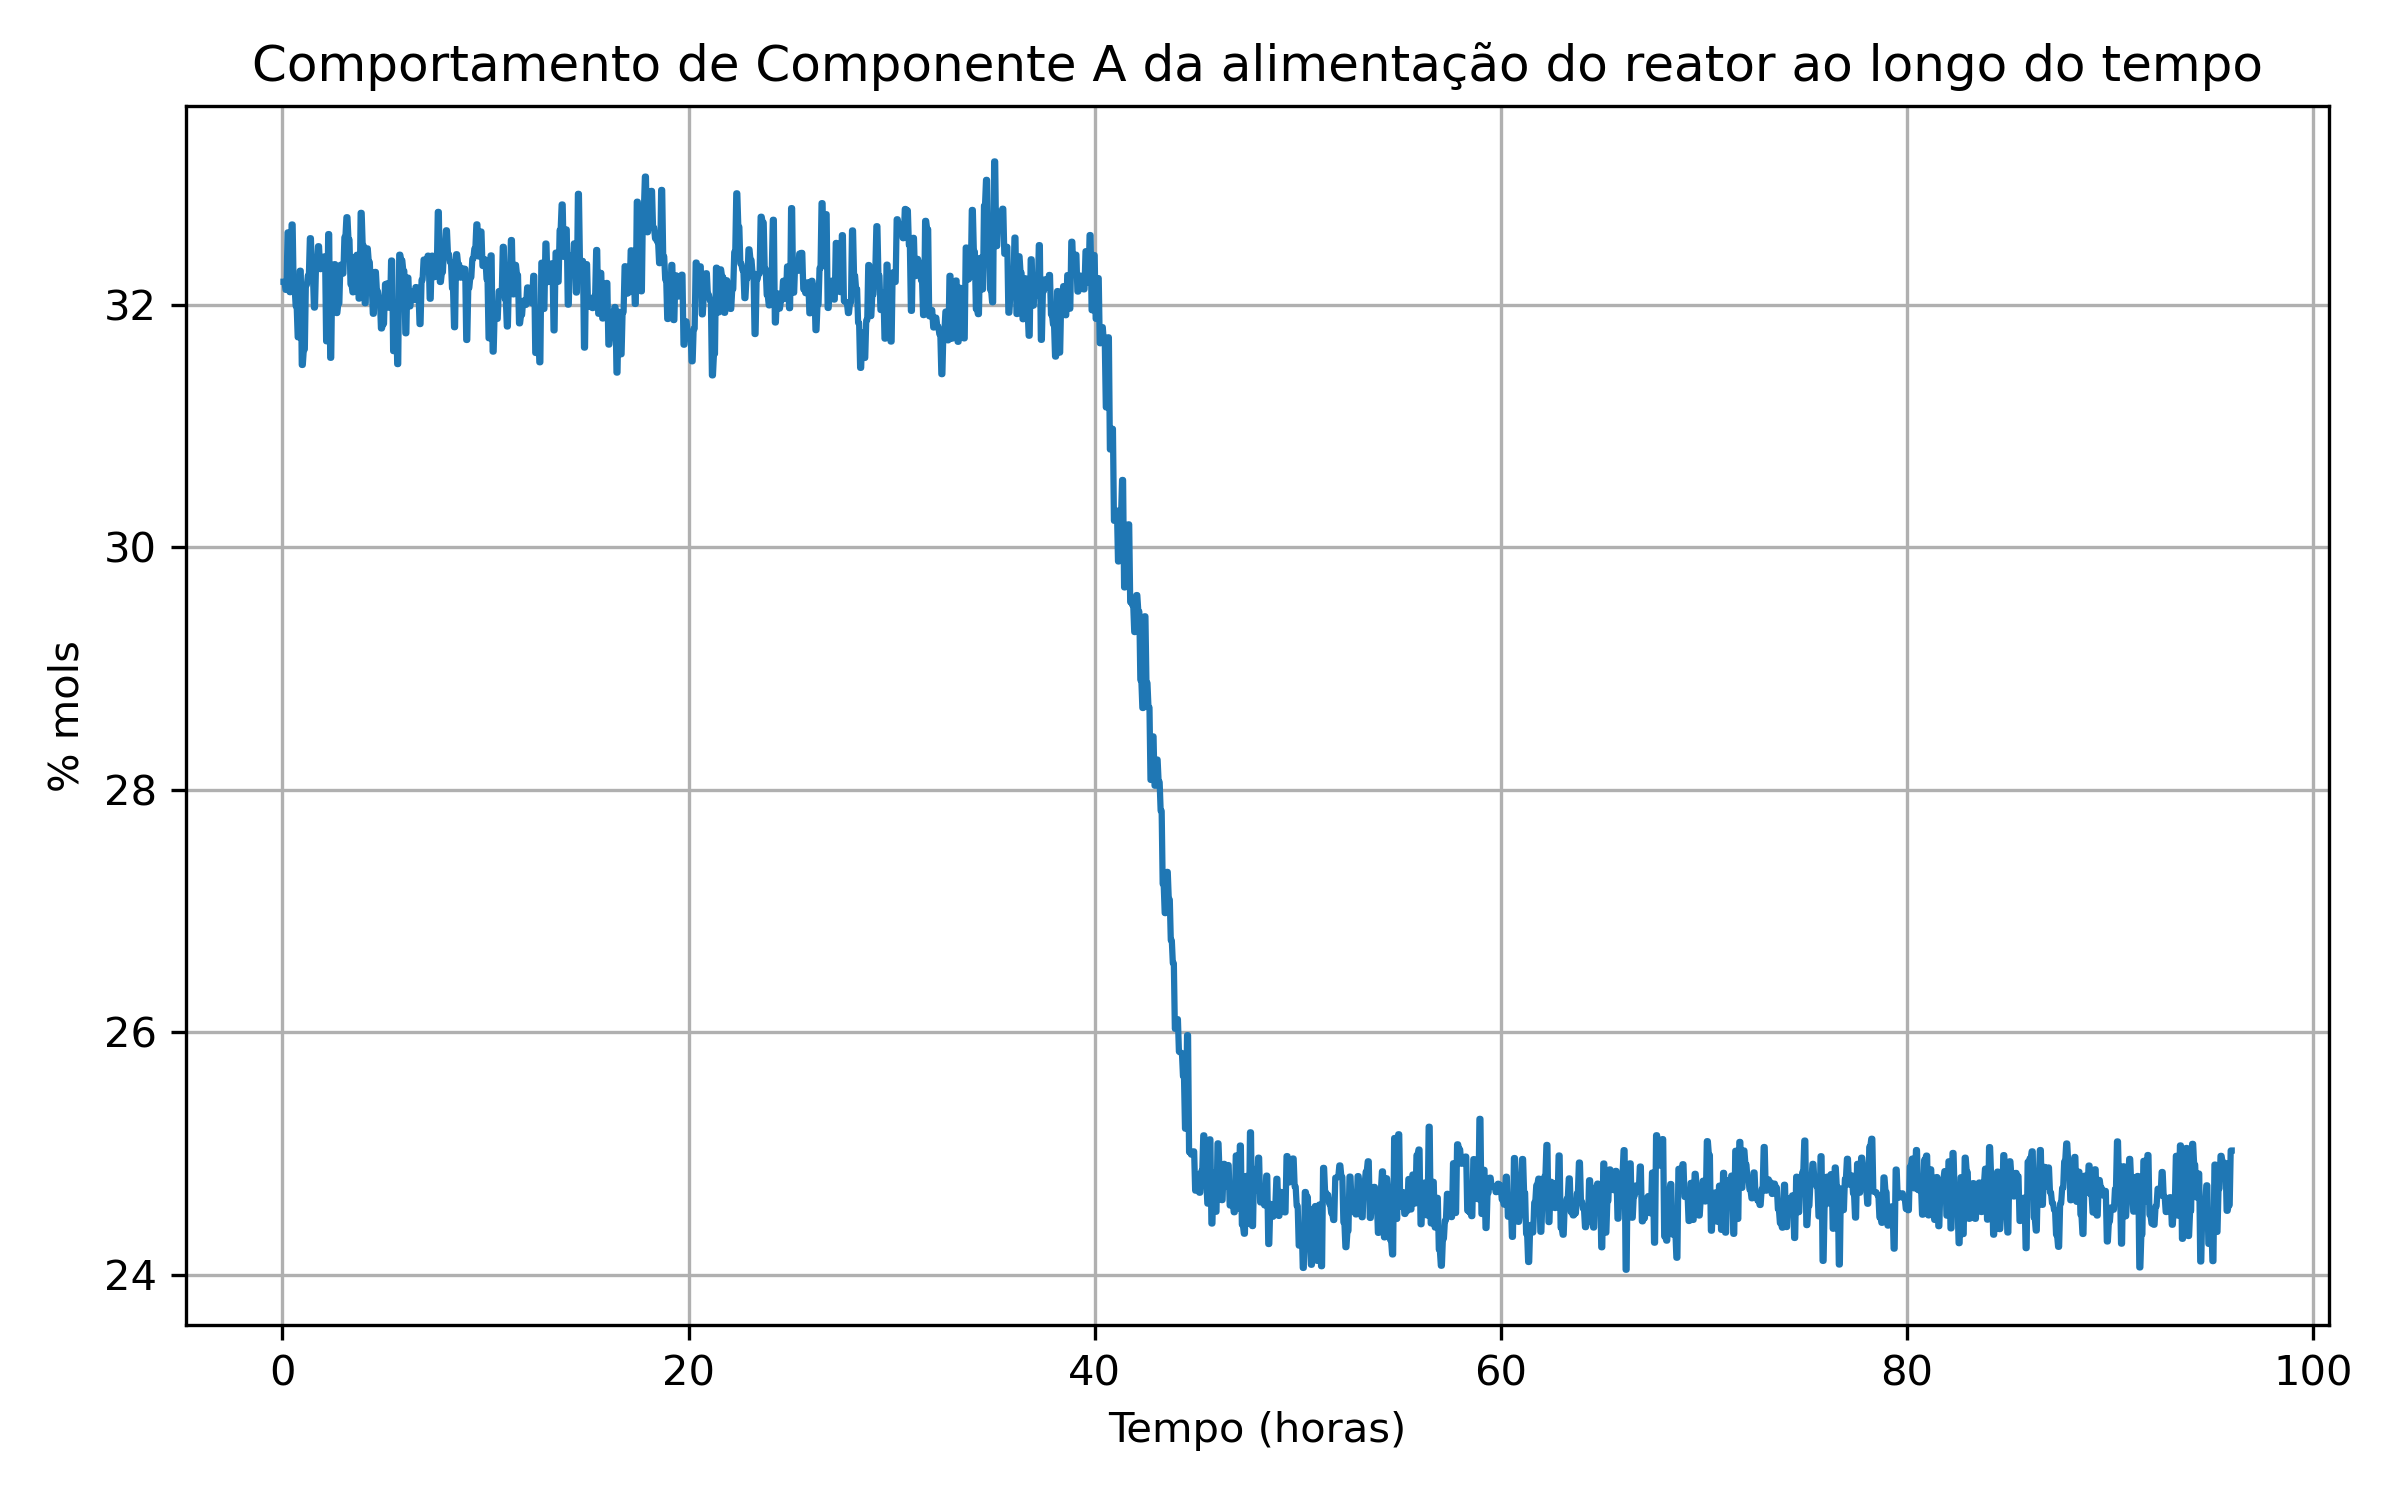 Comportamento de Componente A da alimentação do reator ao longo do tempo
% mols
32
30
28
26
24
0 20 40 60 80 100
Tempo (horas)